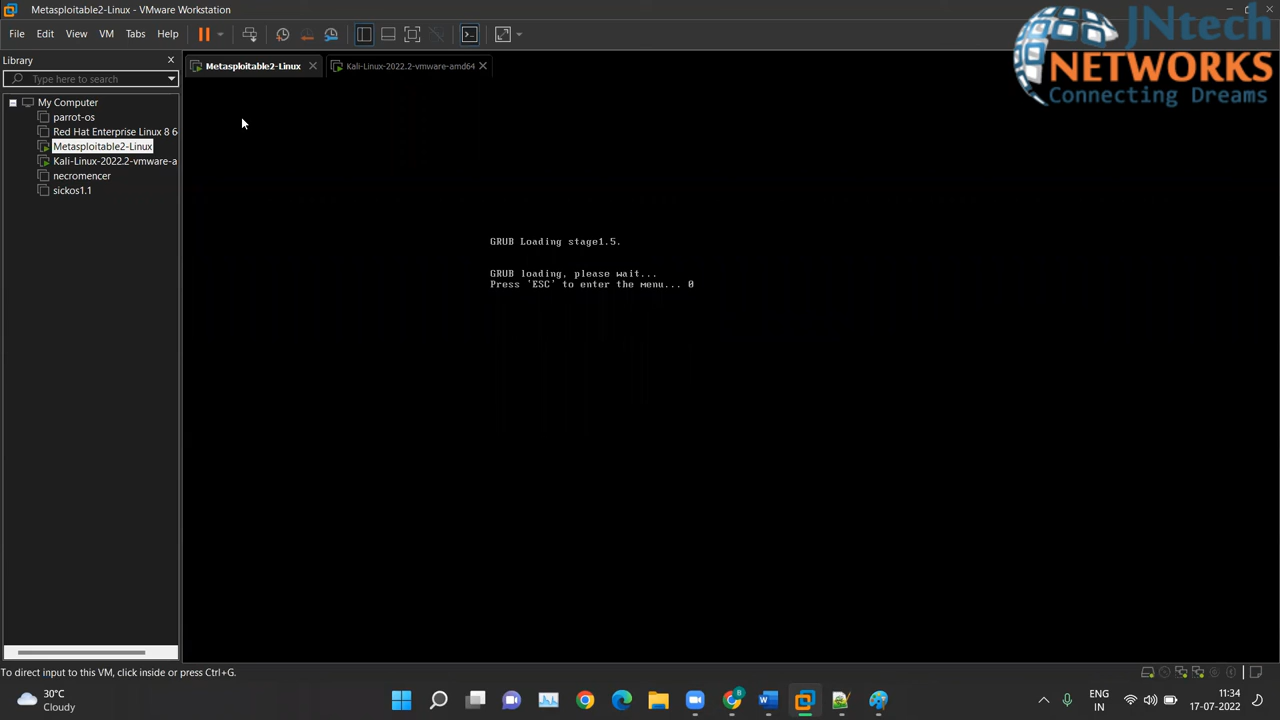 Metasploitable2-Linux - VMware Workstation
File Edit View VM Tabs Help
JNtech
NETWORKS
Connecting Dreams
Library
Type here to search
My Computer
parrot-os
Red Hat Enterprise Linux 8 6
Metasploitable2-Linux
Kali-Linux-2022.2-vmware-a
necromencer
sickos1.1
Metasploitable2-Linux
Kali-Linux-2022.2-vmware-amd64
GRUB Loading stage1.5.
GRUB loading, please wait...
Press 'ESC' to enter the menu... 0
To direct input to this VM, click inside or press Ctrl+G.
30°C
Cloudy
8
ENG
IN
11:34
17-07-2022